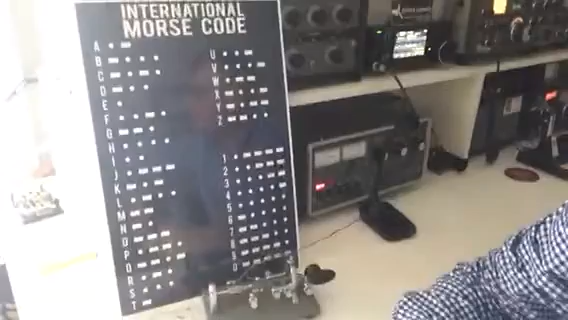 INTERNATIONAL
MORSE CODE
A
B
C
D
E
F
G
H
I
J
K
L
M
N
O
P
Q
R
S
T
U
V
W
X
Y
Z
1
2
3
4
5
6
7
8
9
0